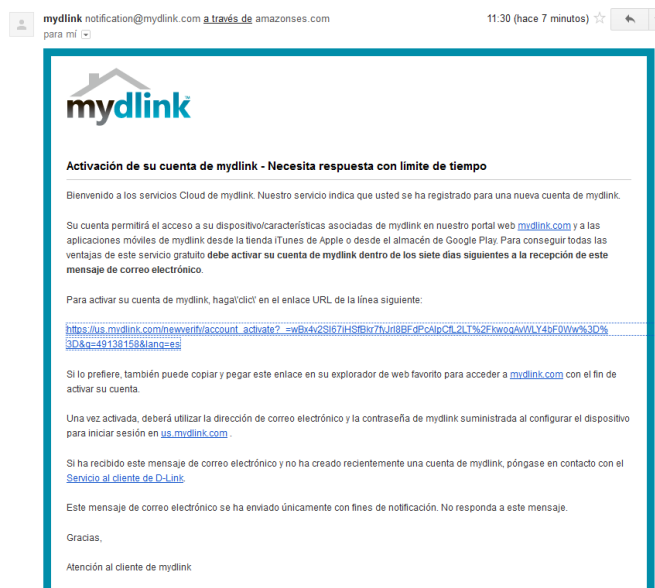 mydlink notification@mydlink.com a través de amazonses.com 11:30 (hace 7 minutos)
para mí
mydlink
Activación de su cuenta de mydlink - Necesita respuesta con límite de tiempo
Bienvenido a los servicios Cloud de mydlink. Nuestro servicio indica que usted se ha registrado para una nueva cuenta de mydlink.
Su cuenta permitirá el acceso a su dispositivo/características asociadas de mydlink en nuestro portal web mydlink.com y a las
aplicaciones móviles de mydlink desde la tienda iTunes de Apple o desde el almacén de Google Play. Para conseguir todas las
ventajas de este servicio gratuito debe activar su cuenta de mydlink dentro de los siete días siguientes a la recepción de este
mensaje de correo electrónico.
Para activar su cuenta de mydlink, haga\'clic\' en el enlace URL de la línea siguiente:
https://us.mydlink.com/newverify/account_activate?_=
3D&q=49138158&lang=es
Si lo prefiere, también puede copiar y pegar este enlace en su explorador de web favorito para acceder a mydlink.com con el fin de
activar su cuenta.
Una vez activada, deberá utilizar la dirección de correo electrónico y la contraseña de mydlink suministrada al configurar el dispositivo
para iniciar sesión en us.mydlink.com .
Si ha recibido este mensaje de correo electrónico y no ha creado recientemente una cuenta de mydlink, póngase en contacto con el
Servicio al cliente de D-Link.
Este mensaje de correo electrónico se ha enviado únicamente con fines de notificación. No responda a este mensaje.
Gracias,
Atención al cliente de mydlink